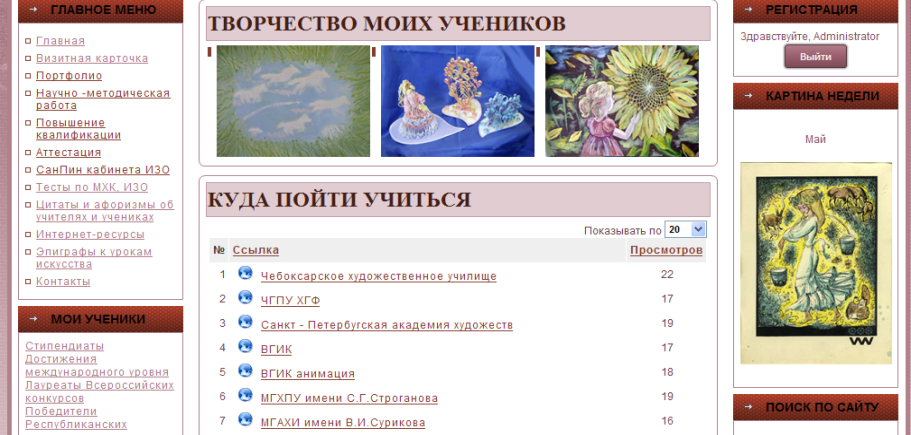 ГЛАВНОЕ МЕНЮ
Главная
Визитная карточка
Портфолио
Научно -методическая
работа
Повышение
квалификации
Аттестация
СанПин кабинета ИЗО
Тесты по МХК, ИЗО
Цитаты и афоризмы об
учителях и учениках
Интернет-ресурсы
Эпиграфы к урокам
искусства
Контакты
МОИ УЧЕНИКИ
Стипендиаты
Достижения
международного уровня
Лауреаты Всероссийских
конкурсов
Победители
Республиканских
ТВОРЧЕСТВО МОИХ УЧЕНИКОВ
КУДА ПОЙТИ УЧИТЬСЯ
Показывать по 20
№ Ссылка Просмотров
1 Чебоксарское художественное училище 22
2 ЧГПУ ХГФ 17
3 Санкт - Петербугская академия художеств 19
4 ВГИК 17
5 ВГИК анимация 18
6 МГХПУ имени С.Г.Строганова 19
7 МГАХИ имени В.И.Сурикова 16
РЕГИСТРАЦИЯ
Здравствуйте, Administrator
Выйти
КАРТИНА НЕДЕЛИ
Май
ПОИСК ПО САЙТУ